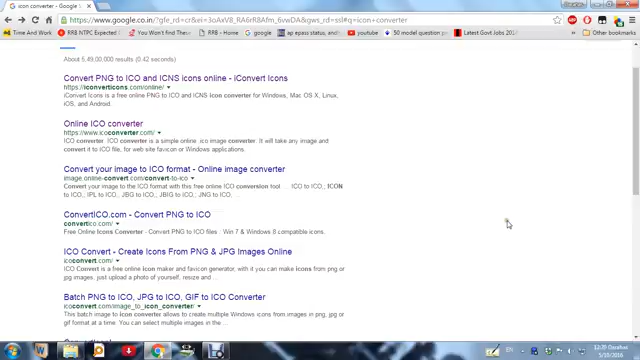 icon converter - Google S
https://www.google.co.in/?gfe_rd=cr&ei=
gws_rd=ssl#q=icon+converter
Time And Work
RRB NTPC Expected
You Won't find These
RRB - Home
Google
ap epass status, epass
youtube
50 model question pap
Latest Govt Jobs 201
Other bookmarks
About 5,49,00,000 results (0.42 seconds)
Convert PNG to ICO and ICNS icons online - iConvert Icons
https://iconverticons.com/online/
iConvert Icons is a free online PNG to ICO and ICNS icon converter for Windows, Mac OS X, Linux,
iOS, and Android.
Online ICO converter
https://www.icoconverter.com/
ICO converter. ICO converter is a simple online .ico image converter. It will take any image and
convert it to ICO file, for web site favicon or Windows applications.
Convert your image to ICO format - Online image converter
image.online-convert.com/convert-to-ico
Convert your image to the ICO format with this free online ICO conversion tool. ... ICO to ICO, , ICON
to ICO, , IPL to ICO, , JBG to ICO, , JBIG to ICO, , JNG to ICO, ...
ConvertICO.com - Convert PNG to ICO
convertico.com/
Free Online Icons Converter - Convert PNG to ICO files . Win 7 & Windows 8 compatible icons.
ICO Convert - Create Icons From PNG & JPG Images Online
icoconvert.com/
ICO Convert is a free online icon maker and favicon generator, with it you can make icons from png or
jpg images, just upload a photo of yourself, resize and ...
Batch PNG to ICO, JPG to ICO, GIF to ICO Converter
icoconvert.com/image_to_icon_converter/
This batch image to icon converter allows to create multiple windows icons from images in png, jpg or
gif format at a time. You can select multiple images in the ...
EN
5/10/2016